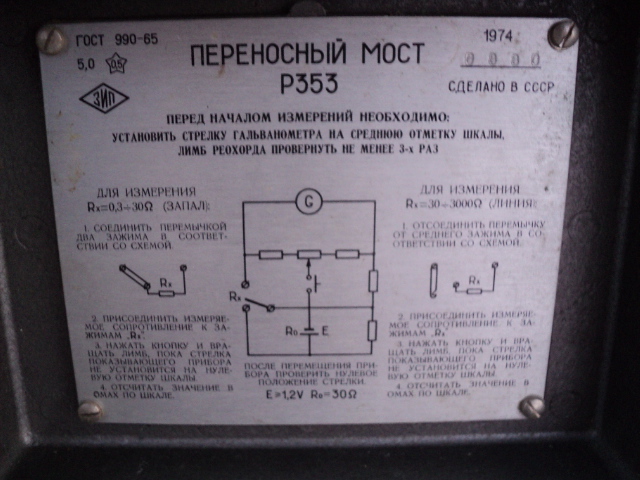 ГОСТ 990-65
1974
5,0 0,5
ПЕРЕНОСНЫЙ МОСТ
0000
Р353
СДЕЛАНО В СССР
ЗИП
ПЕРЕД НАЧАЛОМ ИЗМЕРЕНИЙ НЕОБХОДИМО:
УСТАНОВИТЬ СТРЕЛКУ ГАЛЬВАНОМЕТРА НА СРЕДНЮЮ ОТМЕТКУ ШКАЛЫ,
ЛИМБ РЕОХОРДА ПРОВЕРНУТЬ НЕ МЕНЕЕ 3-х РАЗ
ДЛЯ ИЗМЕРЕНИЯ
Rx=0,3÷30Ω (ЗАПАЛ):
1. СОЕДИНИТЬ ПЕРЕМЫЧКОЙ
ДВА ЗАЖИМА В СООТВЕТ-
СТВИИ СО СХЕМОЙ.
Rx
2. ПРИСОЕДИНИТЬ ИЗМЕРЯЕ-
МОЕ СОПРОТИВЛЕНИЕ К ЗА-
ЖИМАМ „Rx".
3. НАЖАТЬ КНОПКУ И ВРА-
ЩАТЬ ЛИМБ, ПОКА СТРЕЛКА
ПОКАЗЫВАЮЩЕГО ПРИБОРА
НЕ УСТАНОВИТСЯ НА НУЛЕ-
ВУЮ ОТМЕТКУ ШКАЛЫ.
4. ОТСЧИТАТЬ ЗНАЧЕНИЕ В
ОМАХ ПО ШКАЛЕ.
G
Rx
R₀ E
ПОСЛЕ ПЕРЕМЕЩЕНИЯ ПРИ-
БОРА ПРОВЕРИТЬ НУЛЕВОЕ
ПОЛОЖЕНИЕ СТРЕЛКИ.
E≥1,2V R₀=30Ω
ДЛЯ ИЗМЕРЕНИЯ
Rx=30÷3000Ω (ЛИНИЯ):
1. ОТСОЕДИНИТЬ ПЕРЕМЫЧКУ
ОТ СРЕДНЕГО ЗАЖИМА В СО-
ОТВЕТСТВИИ СО СХЕМОЙ.
Rx
2. ПРИСОЕДИНИТЬ ИЗМЕРЯЕ-
МОЕ СОПРОТИВЛЕНИЕ К ЗА-
ЖИМАМ „Rx".
3. НАЖАТЬ КНОПКУ И ВРА-
ЩАТЬ ЛИМБ, ПОКА СТРЕЛКА
ПОКАЗЫВАЮЩЕГО ПРИБОРА
НЕ УСТАНОВИТСЯ НА НУЛЕ-
ВУЮ ОТМЕТКУ ШКАЛЫ.
4. ОТСЧИТАТЬ ЗНАЧЕНИЕ В
ОМАХ ПО ШКАЛЕ.